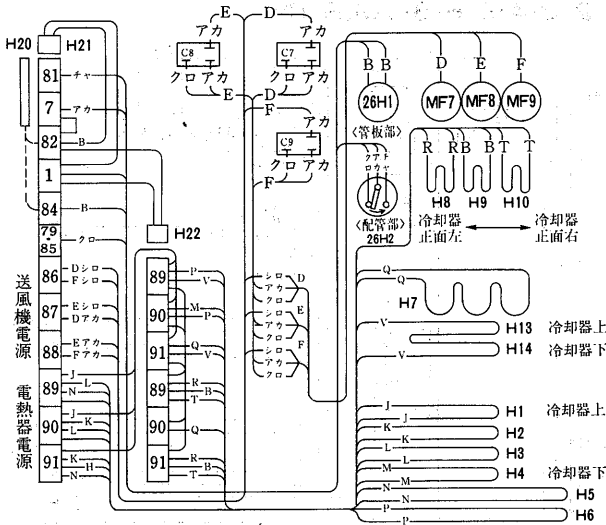 H20
H21
81
チャ
7
アカ
82
B
1
84
B
79
・
85
クロ
86
Dシロ
Fシロ
87
Eシロ
Dアカ
88
Eアカ
Fアカ
89
J
L
N
90
J
K
L
91
K
H
N
送風機電源
電熱器電源
H22
89
P
V
90
M
P
91
Q
V
89
R
B
T
90
Q
91
R
B
T
E
D
アカ
C8
クロ アカ
E
アカ
C7
クロ アカ
D
F
アカ
C9
クロ アカ
F
シロ
アカ
クロ
D
シロ
アカ
クロ
E
シロ
アカ
クロ
F
B B
26H1
〈管板部〉
クロ
アカ
チャ
〈配管部〉
26H2
D
E
F
MF7
MF8
MF9
R R B B T T
H8
H9
H10
冷却器
正面左
冷却器
正面右
Q
Q
H7
V
V
H13 冷却器上
H14 冷却器下
J
J
H1 冷却器上
K
K
H2
L
L
H3
M
M
H4 冷却器下
N
N
H5
P
P
H6